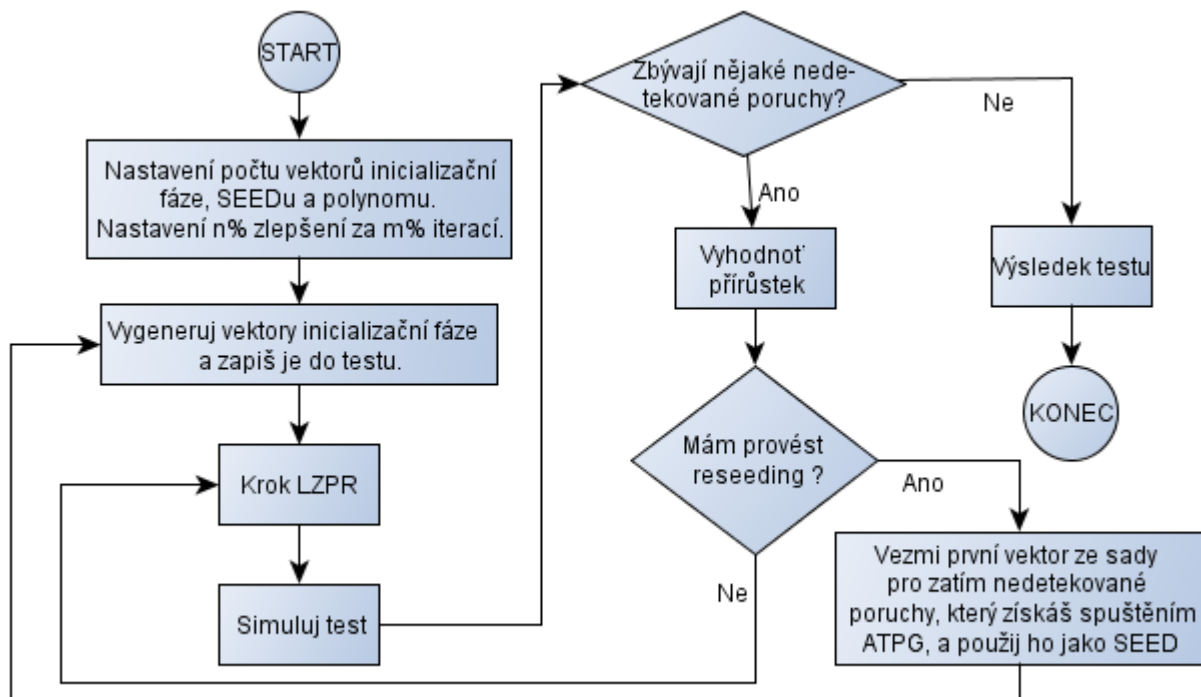 START
Nastavení počtu vektorů inicializační
fáze, SEEDu a polynomu.
Nastavení n% zlepšení za m% iterací.
Vygeneruj vektory inicializační fáze
a zapiš je do testu.
Krok LZPR
Simuluj test
Zbývají nějaké nede-
tekované poruchy?
Ne
Ano
Vyhodnoť
přírůstek
Výsledek testu
KONEC
Mám provést
reseeding ?
Ano
Ne
Vezmi první vektor ze sady
pro zatím nedetekované
poruchy, který získáš spuštěním
ATPG, a použij ho jako SEED